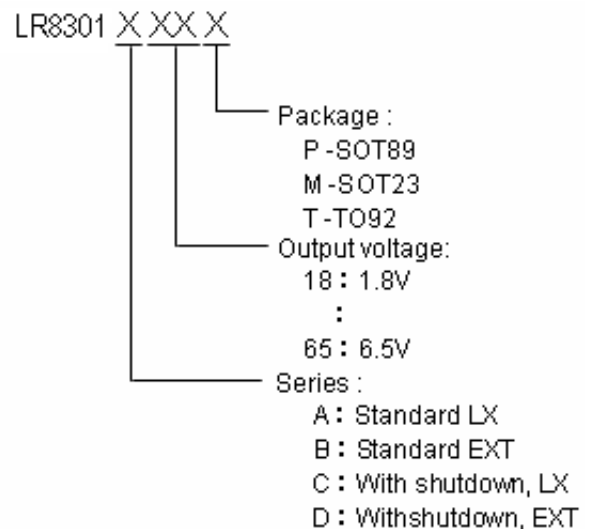 LR8301 X XX X
Package :
P-SOT89
M-SOT23
T-TO92
Output voltage:
18: 1.8V
:
65: 6.5V
Series :
A: Standard LX
B: Standard EXT
C: With shutdown, LX
D: Withshutdown, EXT